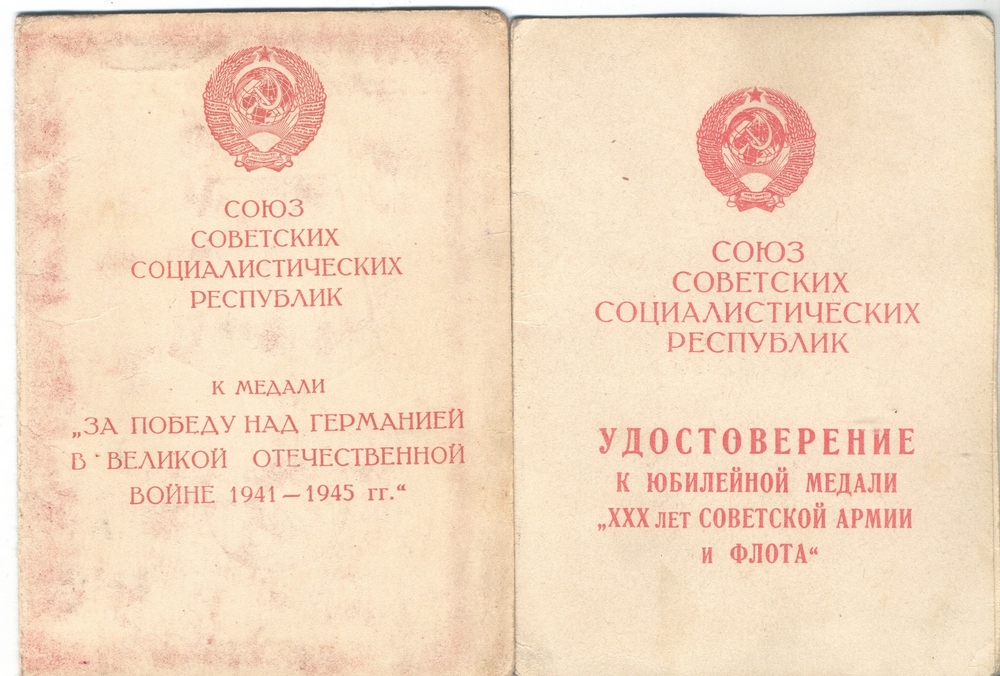 СОЮЗ
СОВЕТСКИХ
СОЦИАЛИСТИЧЕСКИХ
РЕСПУБЛИК
К МЕДАЛИ
„ЗА ПОБЕДУ НАД ГЕРМАНИЕЙ
В ВЕЛИКОЙ ОТЕЧЕСТВЕННОЙ
ВОЙНЕ 1941—1945 гг.“
СОЮЗ
СОВЕТСКИХ
СОЦИАЛИСТИЧЕСКИХ
РЕСПУБЛИК
УДОСТОВЕРЕНИЕ
К ЮБИЛЕЙНОЙ МЕДАЛИ
„XXX ЛЕТ СОВЕТСКОЙ АРМИИ
И ФЛОТА“